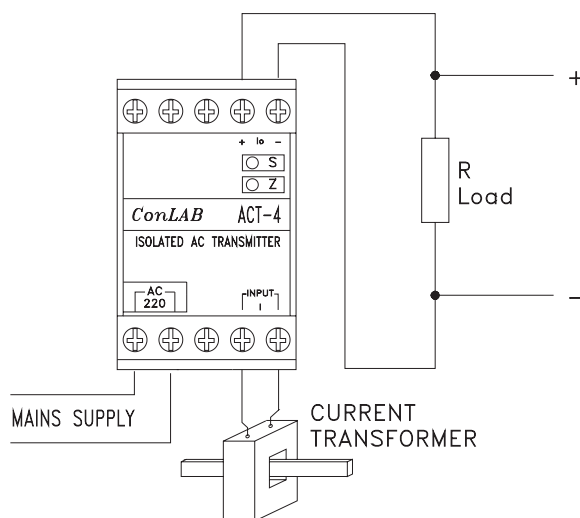 +
+ Io -
S
Z
R
Load
ConLAB ACT-4
ISOLATED AC TRANSMITTER
AC
220
INPUT
I
-
MAINS SUPPLY
CURRENT
TRANSFORMER